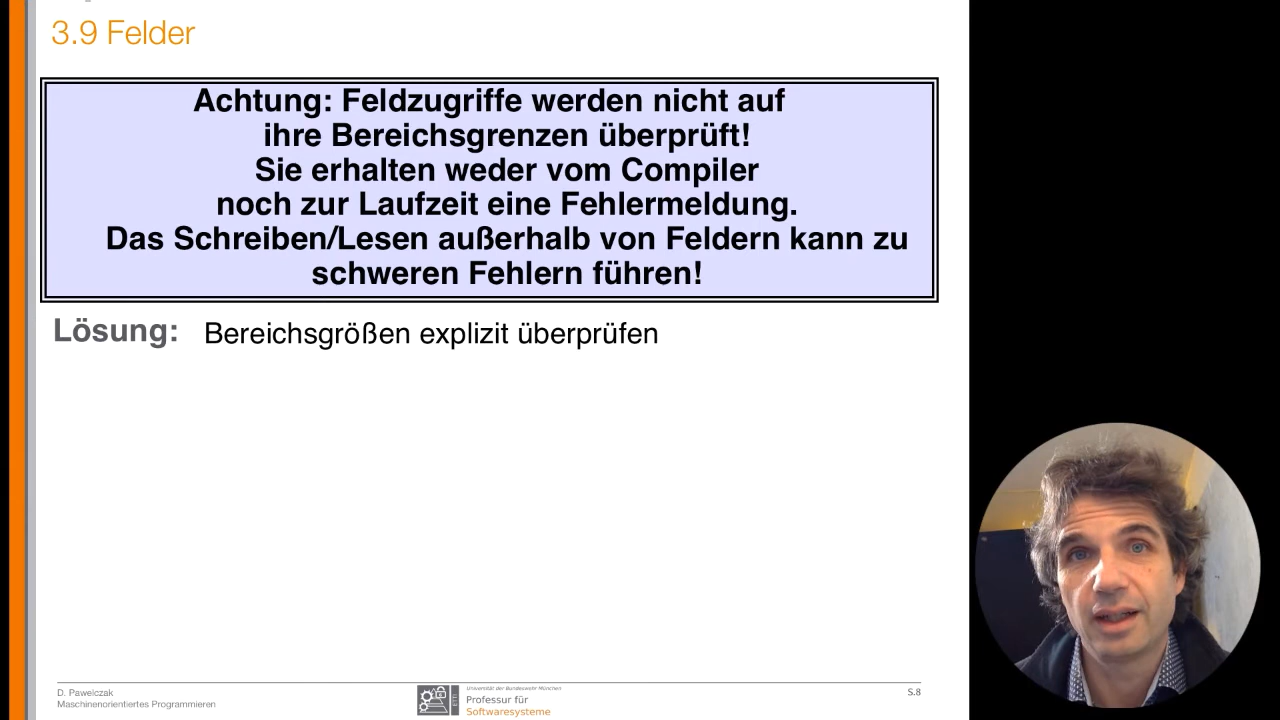 3.9 Felder
Achtung: Feldzugriffe werden nicht auf
ihre Bereichsgrenzen überprüft!
Sie erhalten weder vom Compiler
noch zur Laufzeit eine Fehlermeldung.
Das Schreiben/Lesen außerhalb von Feldern kann zu
schweren Fehlern führen!
Lösung: Bereichsgrößen explizit überprüfen
D. Pawelczak
Maschinenorientiertes Programmieren
ETTI
Universität der Bundeswehr München
Professur für
Softwaresysteme
S.8